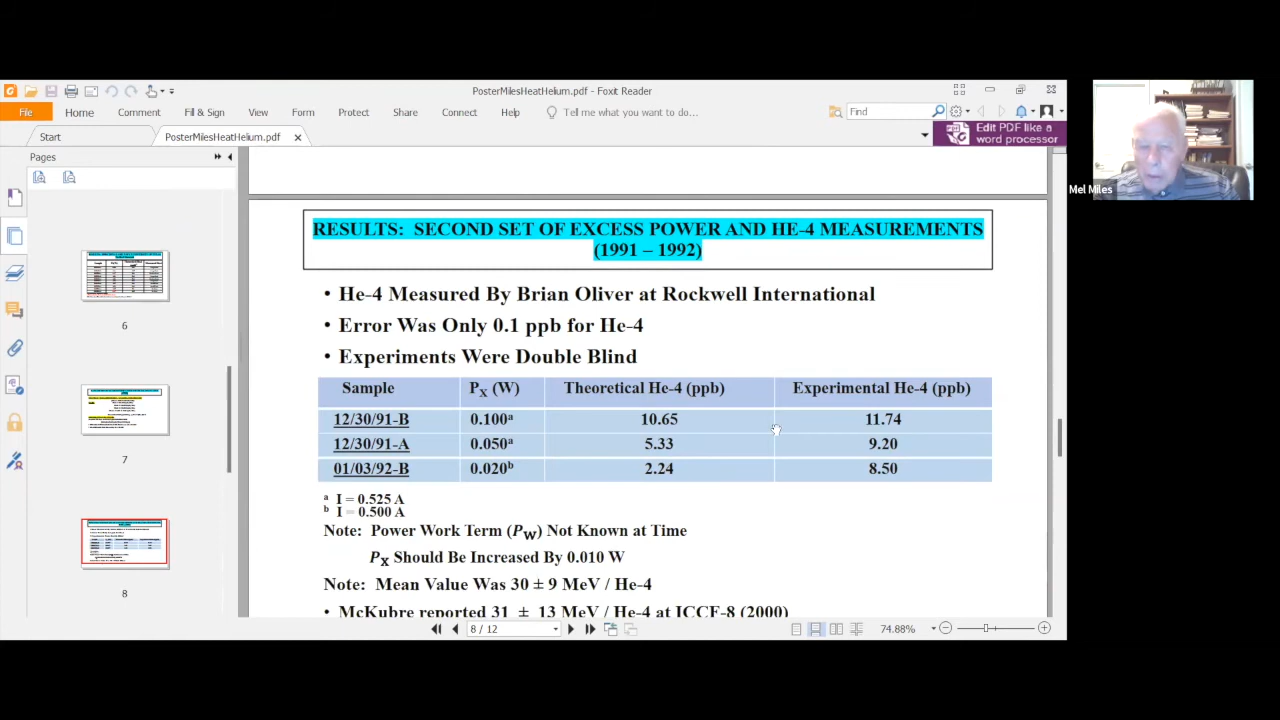 PosterMilesHeatHelium.pdf - Foxit Reader
File Home Comment Fill & Sign View Form Protect Share Connect Help Tell me what you want to do... Find
Start PosterMilesHeatHelium.pdf Edit PDF like a
word processor
Pages
6
7
8
RESULTS: SECOND SET OF EXCESS POWER AND HE-4 MEASUREMENTS
(1991 – 1992)
• He-4 Measured By Brian Oliver at Rockwell International
• Error Was Only 0.1 ppb for He-4
• Experiments Were Double Blind
Sample PX (W) Theoretical He-4 (ppb) Experimental He-4 (ppb)
12/30/91-B 0.100a 10.65 11.74
12/30/91-A 0.050a 5.33 9.20
01/03/92-B 0.020b 2.24 8.50
a I = 0.525 A
b I = 0.500 A
Note: Power Work Term (PW) Not Known at Time
PX Should Be Increased By 0.010 W
Note: Mean Value Was 30 ± 9 MeV / He-4
• McKubre reported 31 ± 13 MeV / He-4 at ICCF-8 (2000)
8 / 12 74.88%
Mel Miles